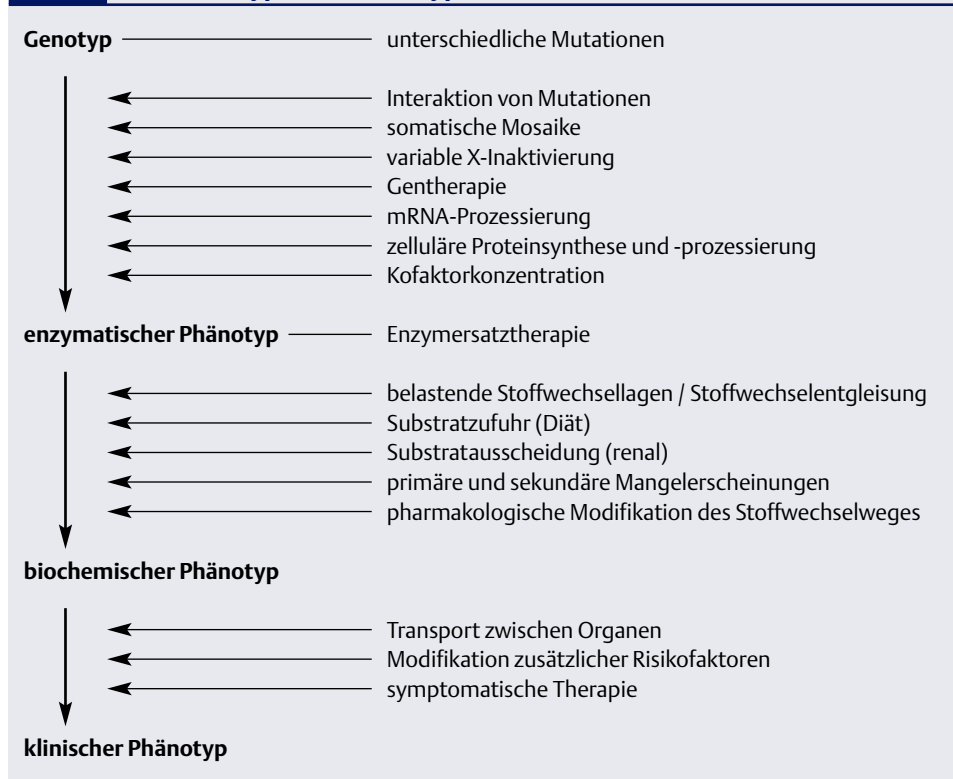 Genotyp unterschiedliche Mutationen
Interaktion von Mutationen
somatische Mosaike
variable X-Inaktivierung
Gentherapie
mRNA-Prozessierung
zelluläre Proteinsynthese und -prozessierung
Kofaktorkonzentration
enzymatischer Phänotyp Enzymersatztherapie
belastende Stoffwechsellagen / Stoffwechselentgleisung
Substratzufuhr (Diät)
Substratausscheidung (renal)
primäre und sekundäre Mangelerscheinungen
pharmakologische Modifikation des Stoffwechselweges
biochemischer Phänotyp
Transport zwischen Organen
Modifikation zusätzlicher Risikofaktoren
symptomatische Therapie
klinischer Phänotyp